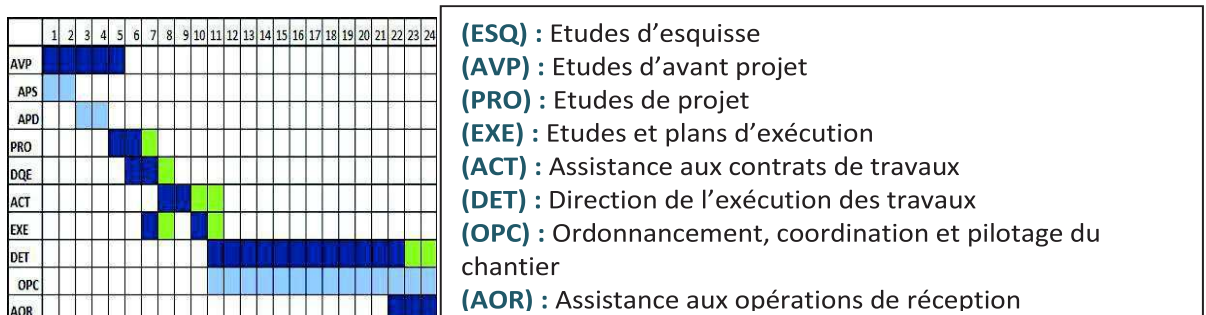 1 2 3 4 5 6 7 8 9 10 11 12 13 14 15 16 17 18 19 20 21 22 23 24
AVP
APS
APD
PRO
DQE
ACT
EXE
DET
OPC
AOR
(ESQ) : Etudes d’esquisse
(AVP) : Etudes d’avant projet
(PRO) : Etudes de projet
(EXE) : Etudes et plans d’exécution
(ACT) : Assistance aux contrats de travaux
(DET) : Direction de l’exécution des travaux
(OPC) : Ordonnancement, coordination et pilotage du
chantier
(AOR) : Assistance aux opérations de réception